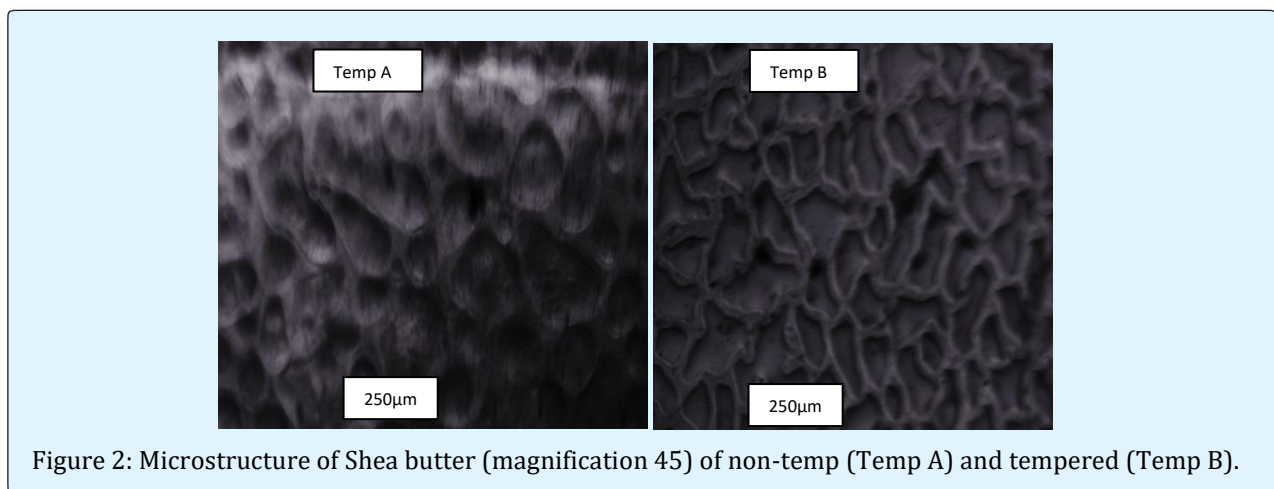 Temp A
Temp B
250µm
250µm
Figure 2: Microstructure of Shea butter (magnification 45) of non-temp (Temp A) and tempered (Temp B).